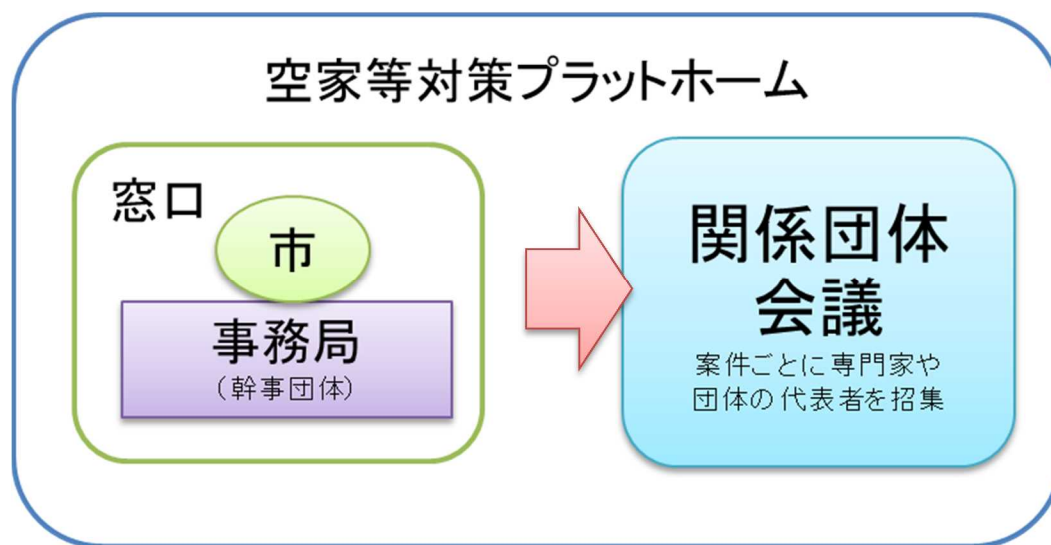 空家等対策プラットホーム
窓口
市
事務局
（幹事団体）
関係団体
会議
案件ごとに専門家や
団体の代表者を招集